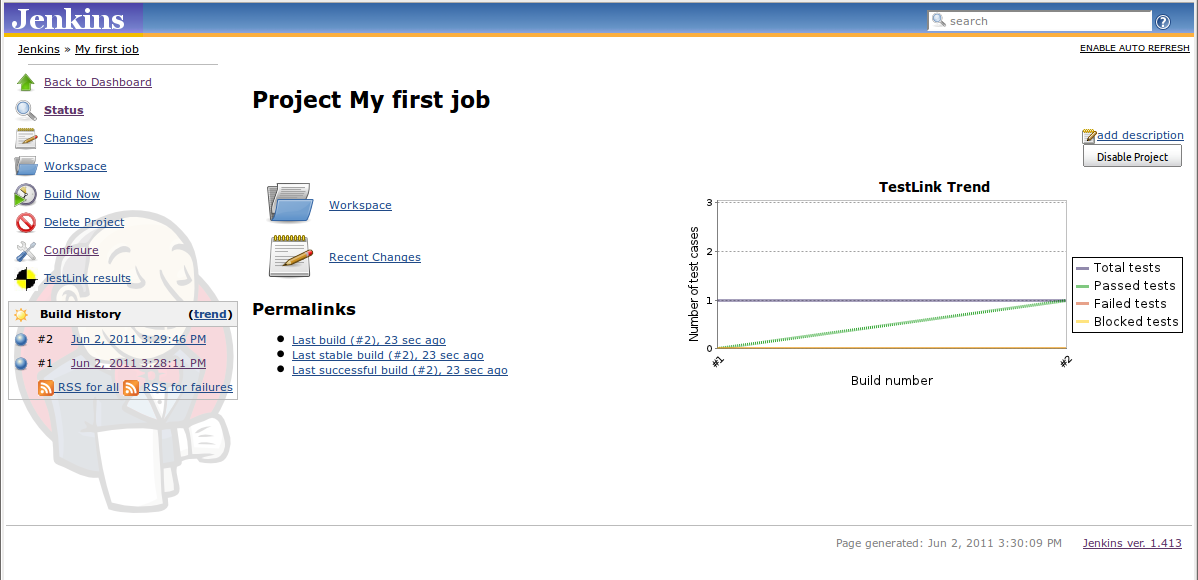 Jenkins
search
?
Jenkins » My first job
ENABLE AUTO REFRESH
Back to Dashboard
Status
Changes
Workspace
Build Now
Delete Project
Configure
TestLink results
Build History (trend)
#2 Jun 2, 2011 3:29:46 PM
#1 Jun 2, 2011 3:28:11 PM
RSS for all RSS for failures
Project My first job
add description
Disable Project
Workspace
Recent Changes
Permalinks
Last build (#2), 23 sec ago
Last stable build (#2), 23 sec ago
Last successful build (#2), 23 sec ago
TestLink Trend
Number of test cases
3
2
1
0
#1
#2
Build number
Total tests
Passed tests
Failed tests
Blocked tests
Page generated: Jun 2, 2011 3:30:09 PM Jenkins ver. 1.413